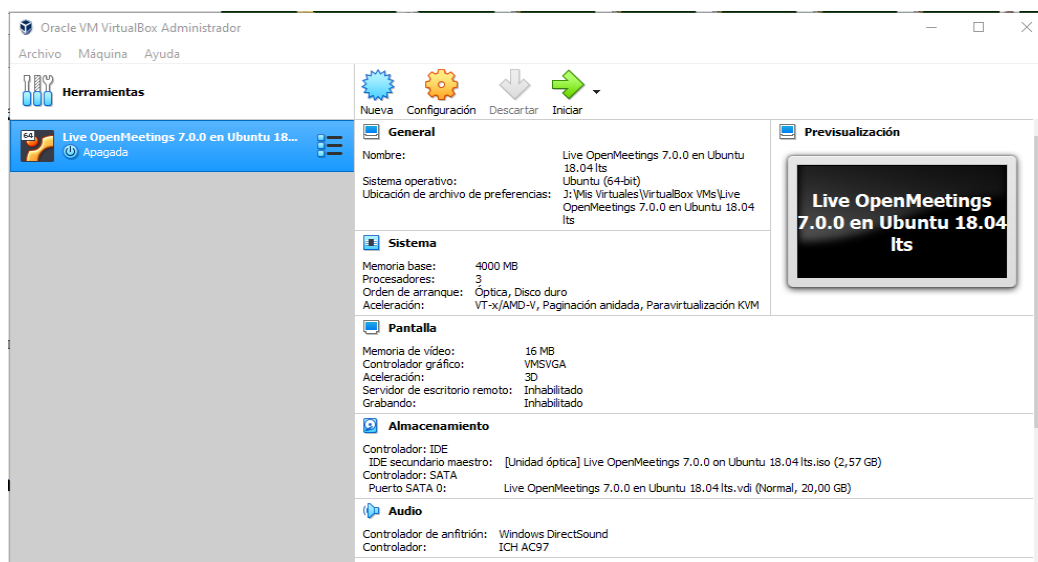 Oracle VM VirtualBox Administrador
Archivo Máquina Ayuda
Herramientas
Nueva Configuración Descartar Iniciar
64
Live OpenMeetings 7.0.0 en Ubuntu 18...
Apagada
General
Nombre: Live OpenMeetings 7.0.0 en Ubuntu
18.04 lts
Sistema operativo: Ubuntu (64-bit)
Ubicación de archivo de preferencias: J:\Mis Virtuales\VirtualBox VMs\Live
OpenMeetings 7.0.0 en Ubuntu 18.04
lts
Previsualización
Live OpenMeetings
7.0.0 en Ubuntu 18.04
lts
Sistema
Memoria base: 4000 MB
Procesadores: 3
Orden de arranque: Óptica, Disco duro
Aceleración: VT-x/AMD-V, Paginación anidada, Paravirtualización KVM
Pantalla
Memoria de vídeo: 16 MB
Controlador gráfico: VMSVGA
Aceleración: 3D
Servidor de escritorio remoto: Inhabilitado
Grabando: Inhabilitado
Almacenamiento
Controlador: IDE
IDE secundario maestro: [Unidad óptica] Live OpenMeetings 7.0.0 on Ubuntu 18.04 lts.iso (2,57 GB)
Controlador: SATA
Puerto SATA 0: Live OpenMeetings 7.0.0 en Ubuntu 18.04 lts.vdi (Normal, 20,00 GB)
Audio
Controlador de anfitrión: Windows DirectSound
Controlador: ICH AC97